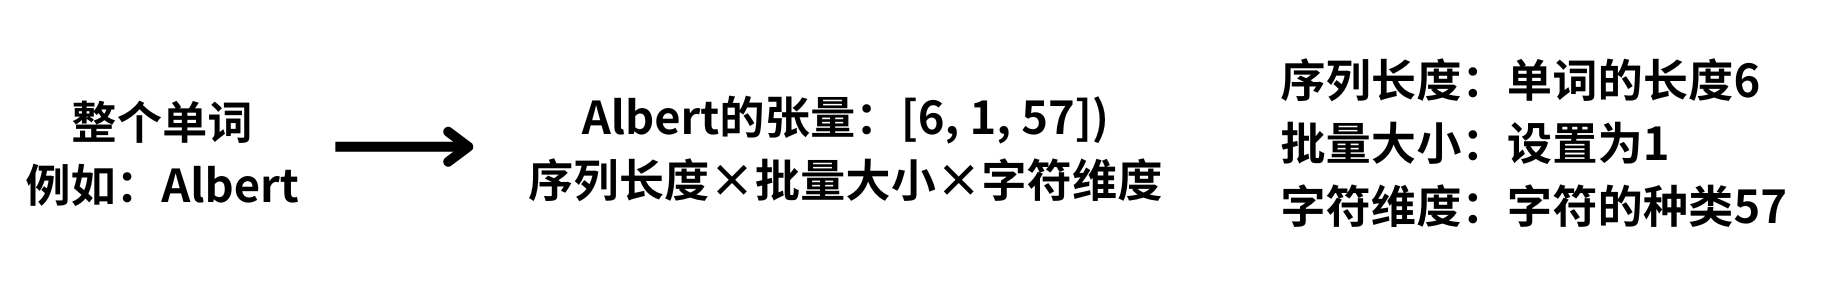 整个单词
例如：Albert
Albert的张量：[6, 1, 57])
序列长度×批量大小×字符维度
序列长度：单词的长度6
批量大小：设置为1
字符维度：字符的种类57